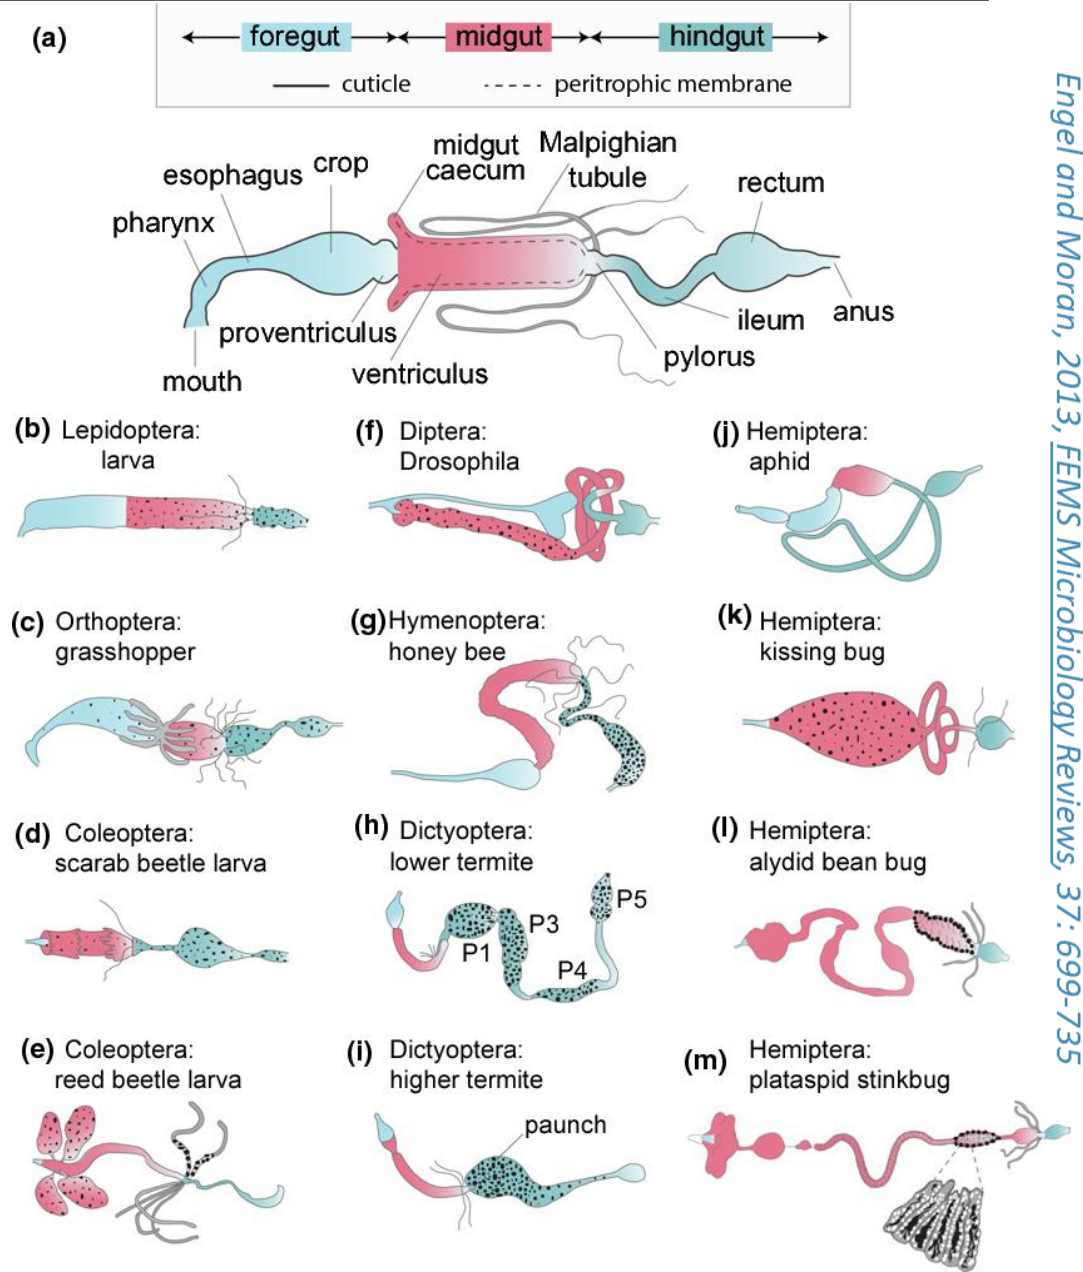 (a)
foregut
midgut
hindgut
cuticle
peritrophic membrane
midgut
caecum
Malpighian
tubule
crop
esophagus
rectum
pharynx
proventriculus
ileum
anus
pylorus
ventriculus
mouth
(b) Lepidoptera:
larva
(f) Diptera:
Drosophila
(j) Hemiptera:
aphid
(c) Orthoptera:
grasshopper
(g) Hymenoptera:
honey bee
(k) Hemiptera:
kissing bug
(d) Coleoptera:
scarab beetle larva
(h) Dictyoptera:
lower termite
P1
P3
P4
P5
(l) Hemiptera:
alydid bean bug
(e) Coleoptera:
reed beetle larva
(i) Dictyoptera:
higher termite
paunch
(m) Hemiptera:
plataspid stinkbug
Engel and Moran, 2013, FEMS Microbiology Reviews, 37: 699-735